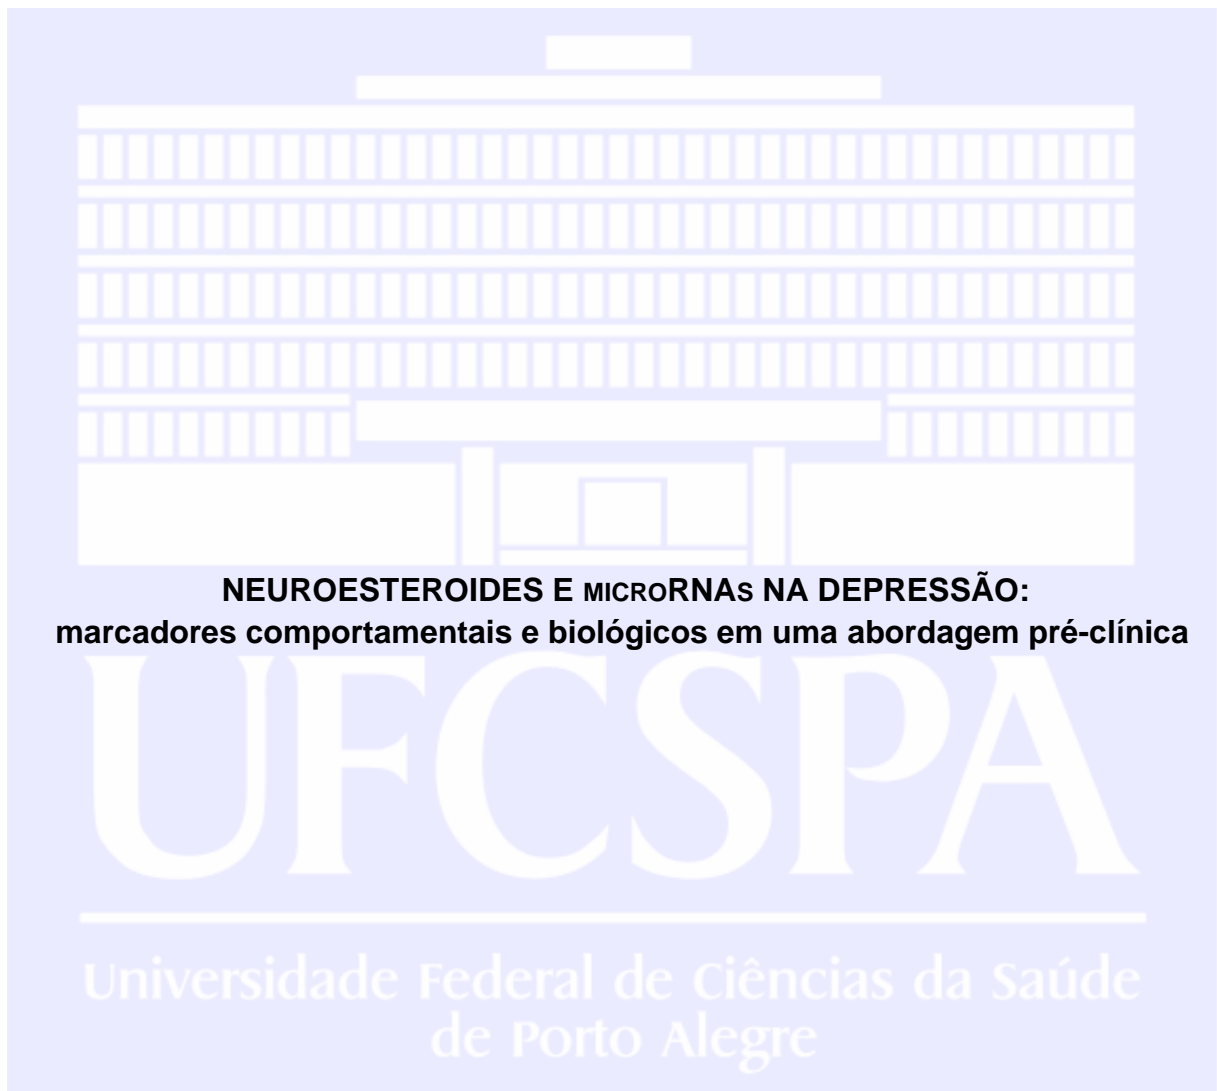 NEUROESTEROIDES E MICRORNAS NA DEPRESSÃO:
marcadores comportamentais e biológicos em uma abordagem pré-clínica
UFCSPA
Universidade Federal de Ciências da Saúde
de Porto Alegre